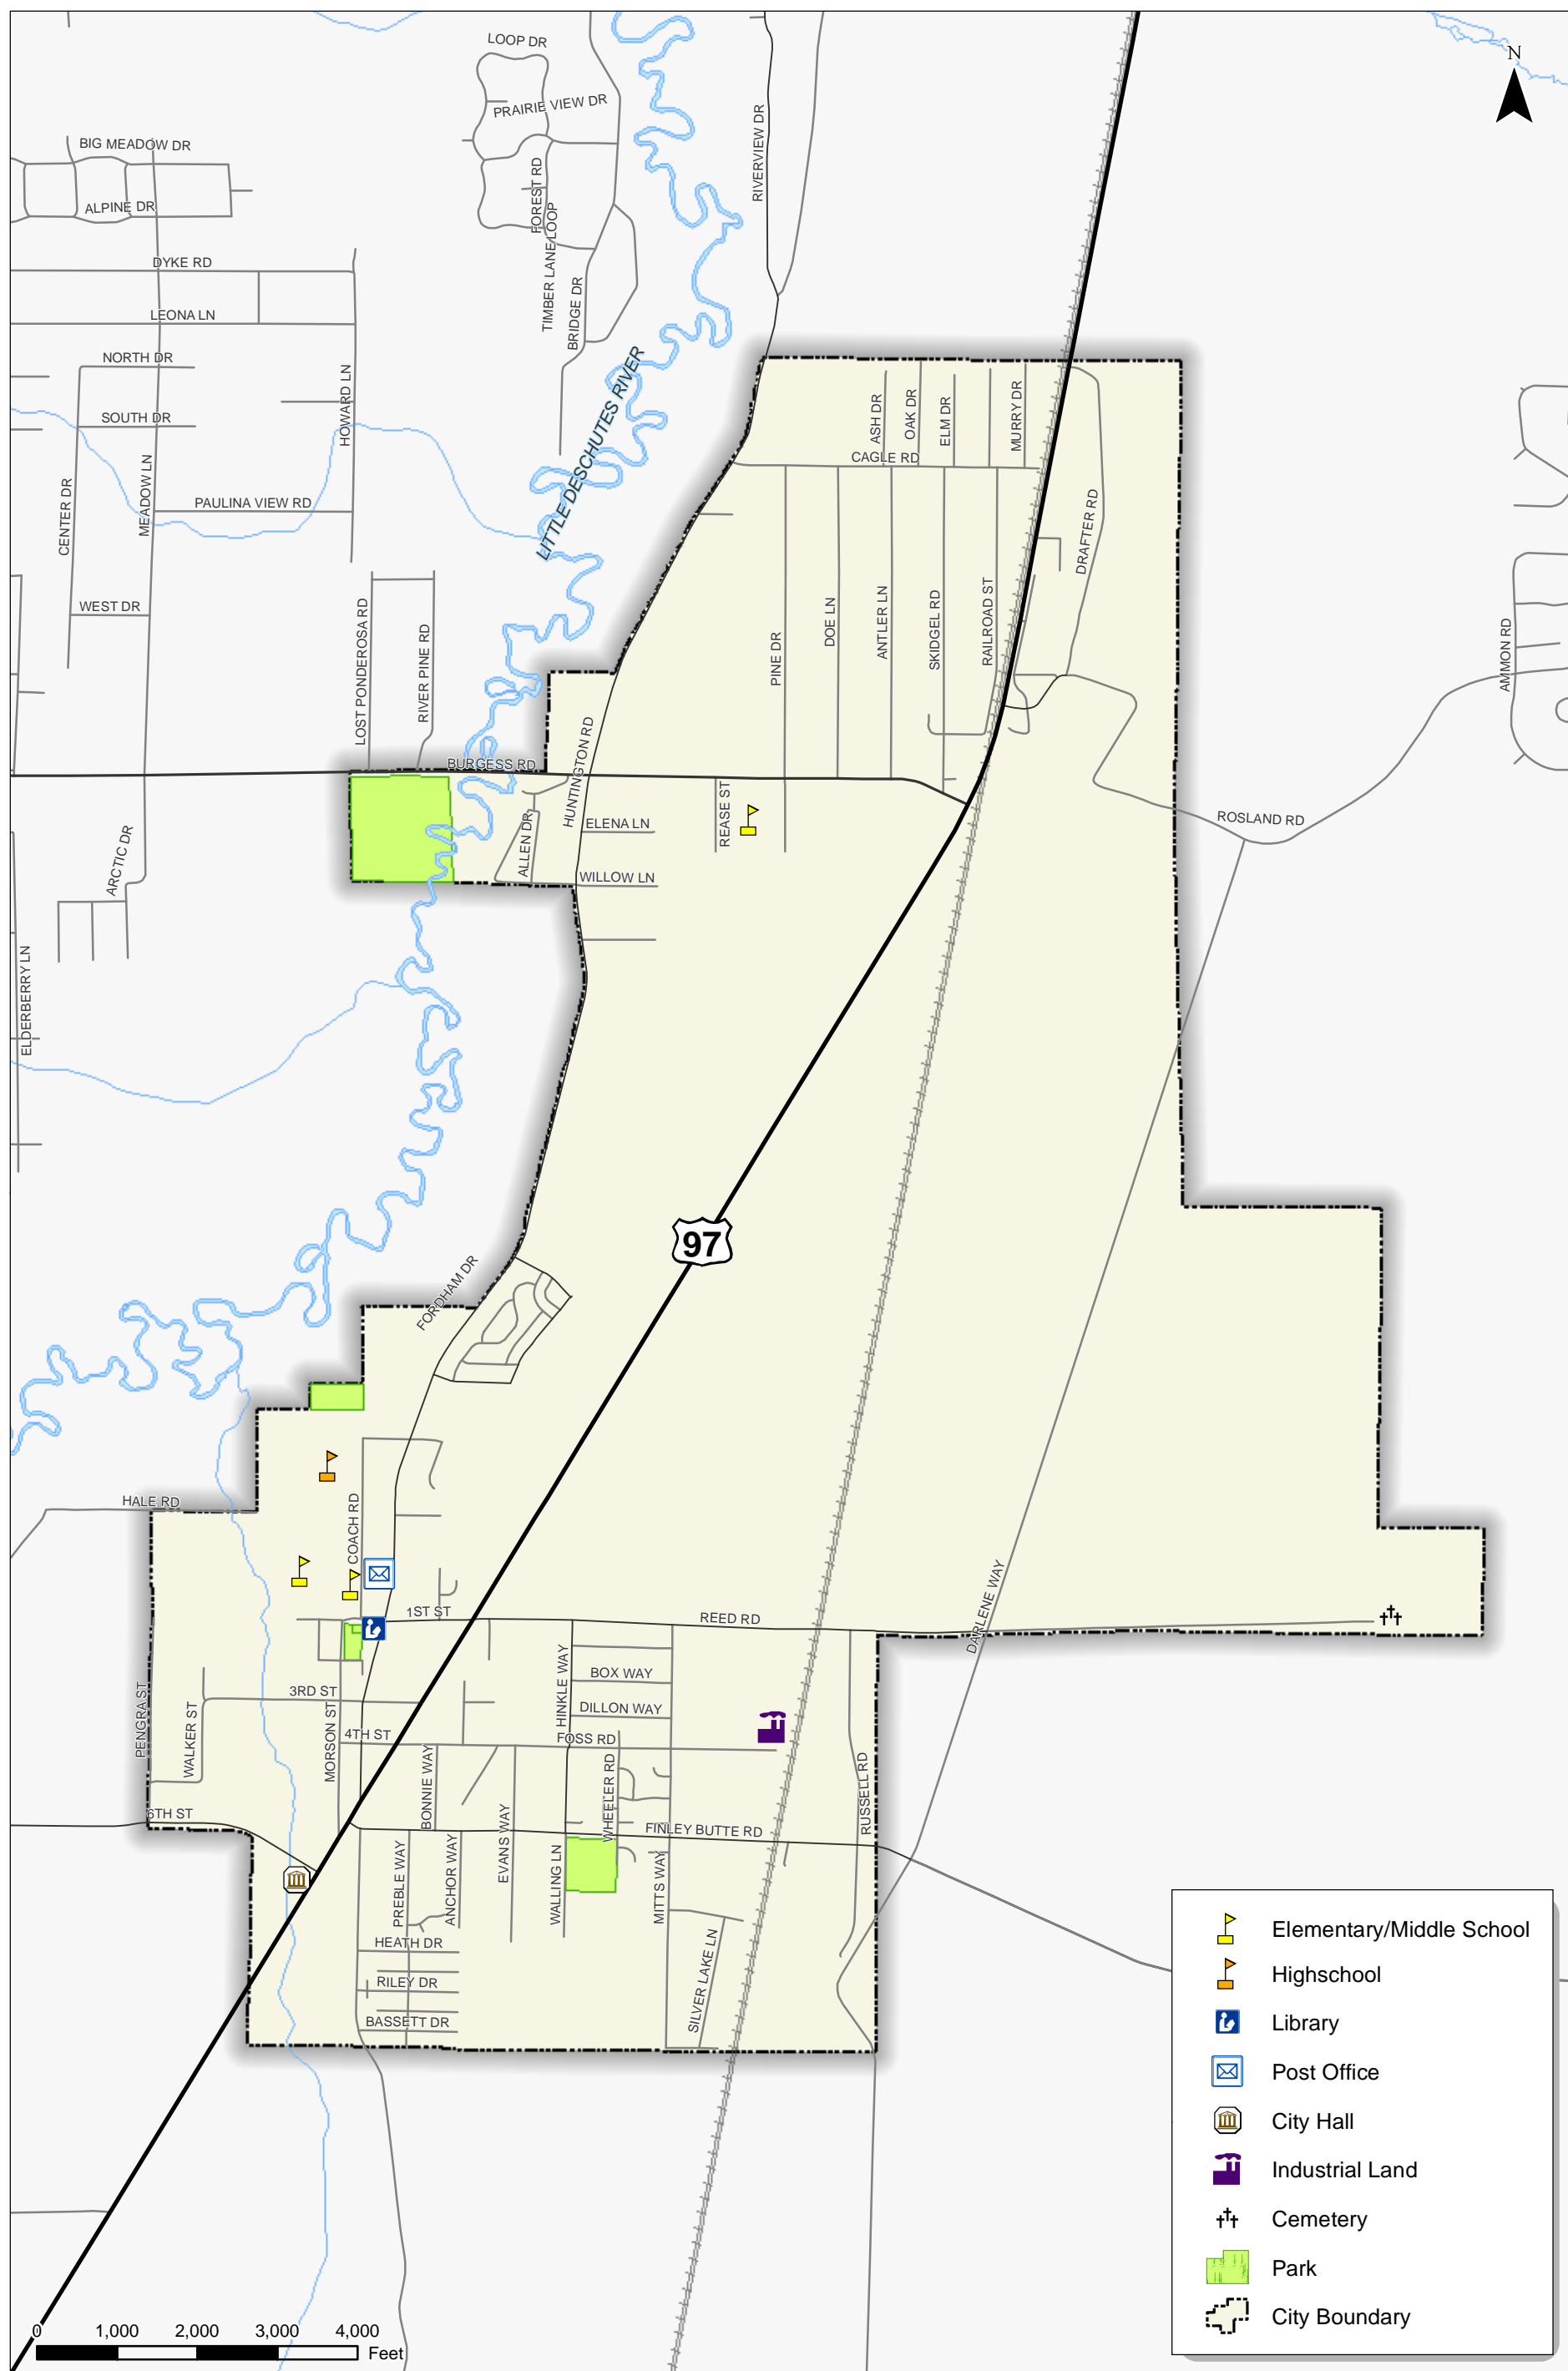 LOOP DR
N
PRAIRIE VIEW DR
RIVERVIEW DR
BIG MEADOW DR
FOREST RD
ALPINE DR
TIMBER LANE LOOP
DYKE RD
BRIDGE DR
LEONA LN
NORTH DR
HOWARD LN
LITTLE DESCHUTES RIVER
SOUTH DR
ASH DR
OAK DR
ELM DR
MURRY DR
CAGLE RD
MEADOW LN
CENTER DR
PAULINA VIEW RD
DRAFTER RD
WEST DR
LOST PONDEROSA RD
RIVER PINE RD
PINE DR
DOE LN
ANTLER LN
SKIDGEL RD
RAILROAD ST
AMMON RD
HUNTINGTON RD
BURGESS RD
REASE ST
ELENA LN
ALLEN DR
ROSLAND RD
ARCTIC DR
WILLOW LN
ELDERBERRY LN
97
FORDHAM DR
HALE RD
COACH RD
1ST ST
REED RD
DARLENE WAY
PENGRA ST
WALKER ST
3RD ST
MORSON ST
4TH ST
HINKLE WAY
BOX WAY
DILLON WAY
FOSS RD
BONNIE WAY
WHEELER RD
RUSSELL RD
6TH ST
FINLEY BUTTE RD
PREBLE WAY
ANCHOR WAY
EVANS WAY
WALLING LN
MITTS WAY
HEATH DR
RILEY DR
BASSETT DR
SILVER LAKE LN
Elementary/Middle School
Highschool
Library
Post Office
City Hall
Industrial Land
Cemetery
Park
City Boundary
0 1,000 2,000 3,000 4,000
Feet